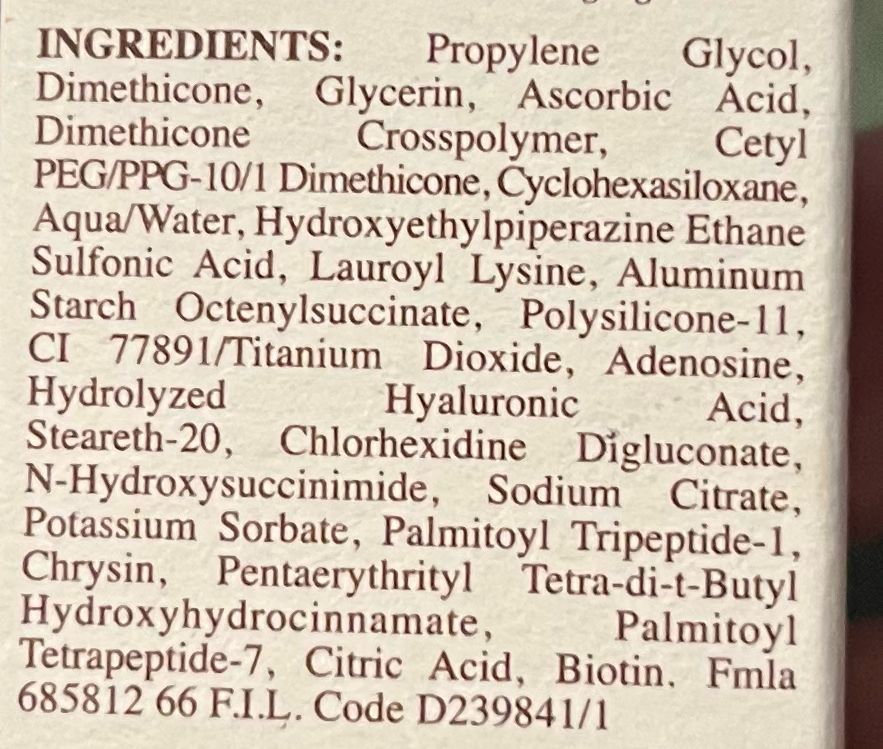 INGREDIENTS: Propylene Glycol,
Dimethicone, Glycerin, Ascorbic Acid,
Dimethicone Crosspolymer, Cetyl
PEG/PPG-10/1 Dimethicone, Cyclohexasiloxane,
Aqua/Water, Hydroxyethylpiperazine Ethane
Sulfonic Acid, Lauroyl Lysine, Aluminum
Starch Octenylsuccinate, Polysilicone-11,
CI 77891/Titanium Dioxide, Adenosine,
Hydrolyzed Hyaluronic Acid,
Steareth-20, Chlorhexidine Digluconate,
N-Hydroxysuccinimide, Sodium Citrate,
Potassium Sorbate, Palmitoyl Tripeptide-1,
Chrysin, Pentaerythrityl Tetra-di-t-Butyl
Hydroxyhydrocinnamate, Palmitoyl
Tetrapeptide-7, Citric Acid, Biotin. Fmla
685812 66 F.I.L. Code D239841/1